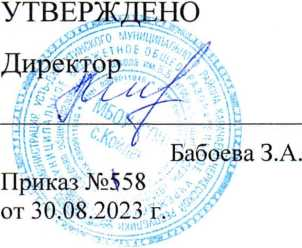 УТВЕРЖДЕНО
Директор
Бабоева З.А.
Приказ №558
от 30.08.2023 г.